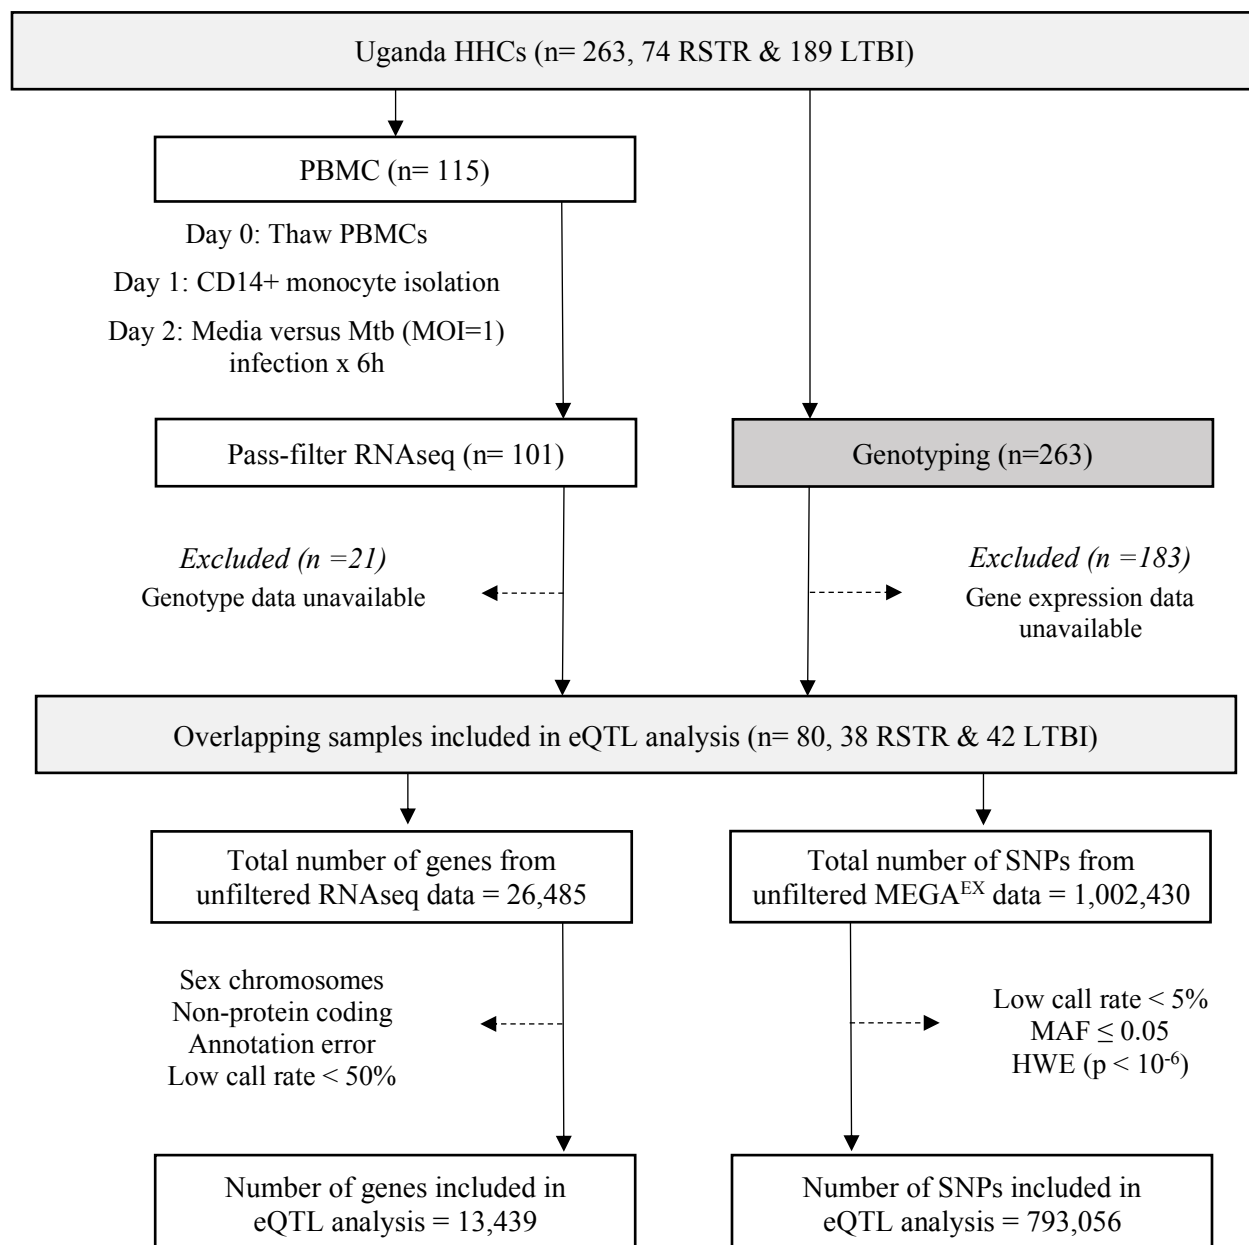 Uganda HHCs (n= 263, 74 RSTR & 189 LTBI)
PBMC (n= 115)
Day 0: Thaw PBMCs
Day 1: CD14+ monocyte isolation
Day 2: Media versus Mtb (MOI=1)
infection x 6h
Pass-filter RNAseq (n= 101)
Genotyping (n=263)
Excluded (n =21)
Genotype data unavailable
Excluded (n =183)
Gene expression data
unavailable
Overlapping samples included in eQTL analysis (n= 80, 38 RSTR & 42 LTBI)
Total number of genes from
unfiltered RNAseq data = 26,485
Total number of SNPs from
unfiltered MEGA^EX data = 1,002,430
Sex chromosomes
Non-protein coding
Annotation error
Low call rate < 50%
Low call rate < 5%
MAF ≤ 0.05
HWE (p < 10^-6)
Number of genes included in
eQTL analysis = 13,439
Number of SNPs included in
eQTL analysis = 793,056